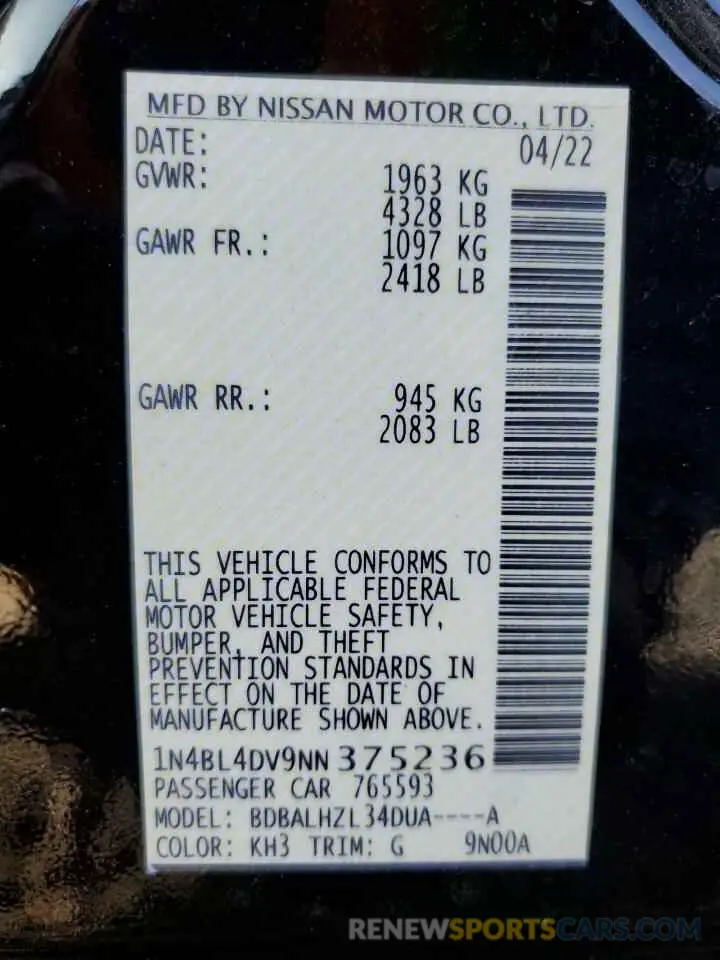 MFD BY NISSAN MOTOR CO., LTD.
DATE: 04/22
GVWR: 1963 KG
4328 LB
GAWR FR.: 1097 KG
2418 LB
GAWR RR.: 945 KG
2083 LB
THIS VEHICLE CONFORMS TO
ALL APPLICABLE FEDERAL
MOTOR VEHICLE SAFETY,
BUMPER, AND THEFT
PREVENTION STANDARDS IN
EFFECT ON THE DATE OF
MANUFACTURE SHOWN ABOVE.
1N4BL4DV9NN375236
PASSENGER CAR 765593
MODEL: BDBALHZL34DUA----A
COLOR: KH3 TRIM: G 9N00A
RENEWSPORTSCARS.COM